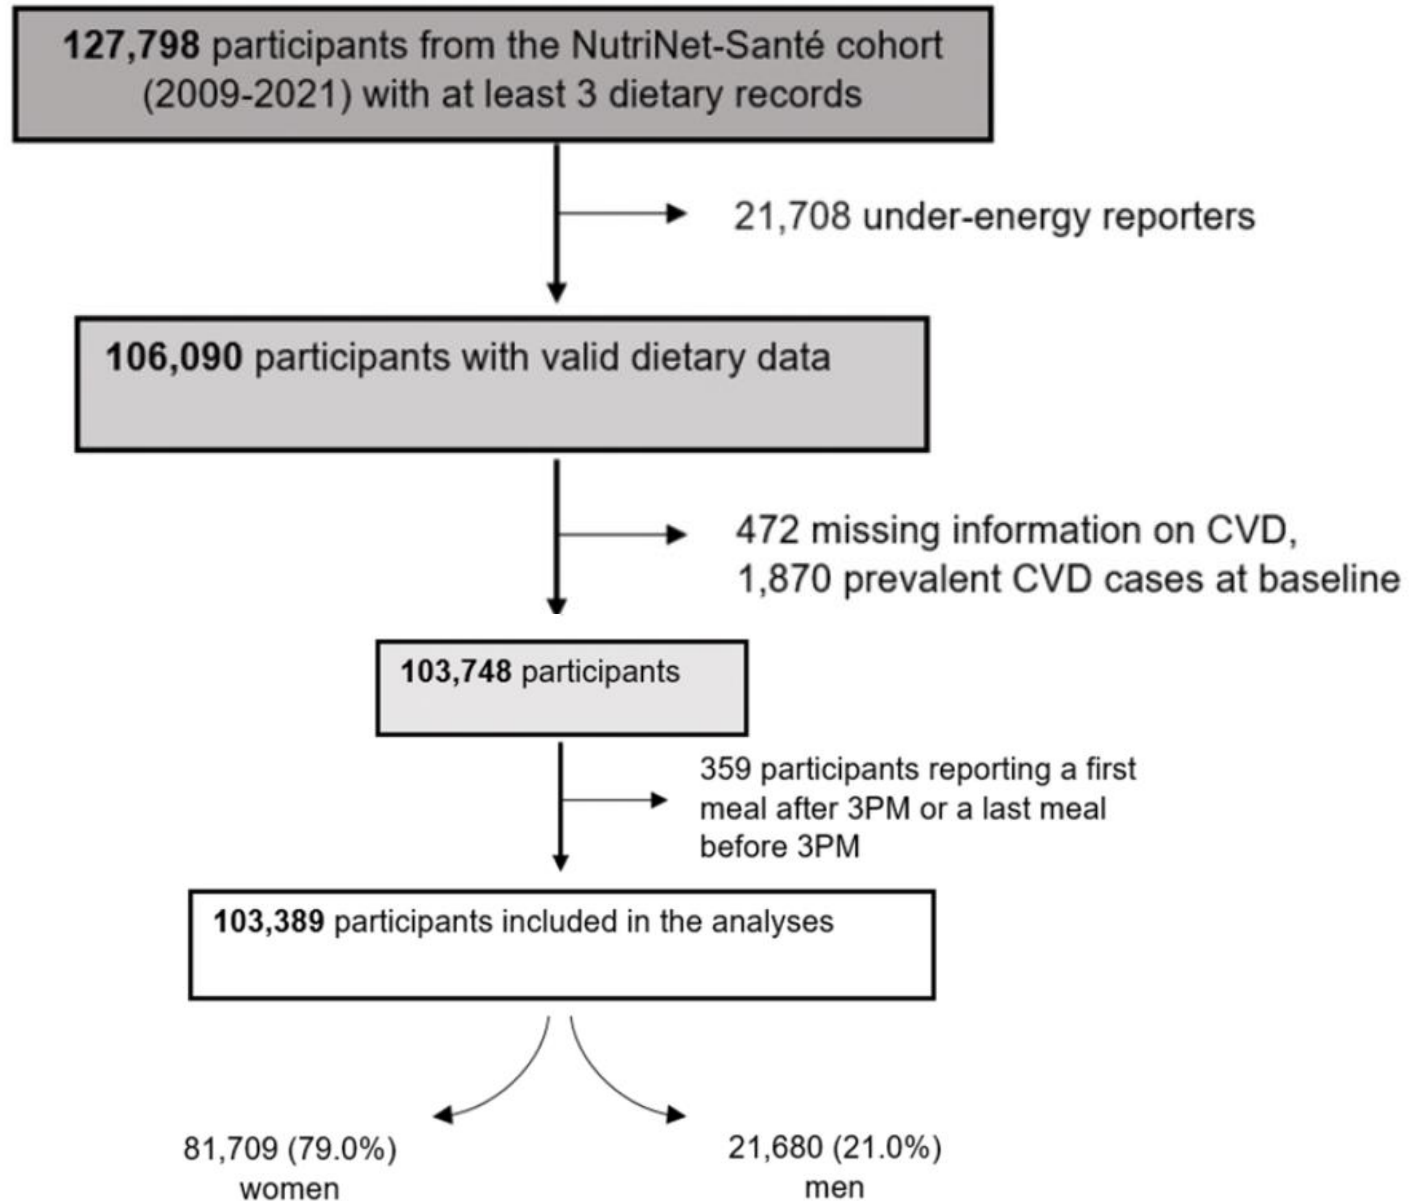 127,798 participants from the NutriNet-Santé cohort
(2009-2021) with at least 3 dietary records
21,708 under-energy reporters
106,090 participants with valid dietary data
472 missing information on CVD,
1,870 prevalent CVD cases at baseline
103,748 participants
359 participants reporting a first
meal after 3PM or a last meal
before 3PM
103,389 participants included in the analyses
81,709 (79.0%)
women
21,680 (21.0%)
men